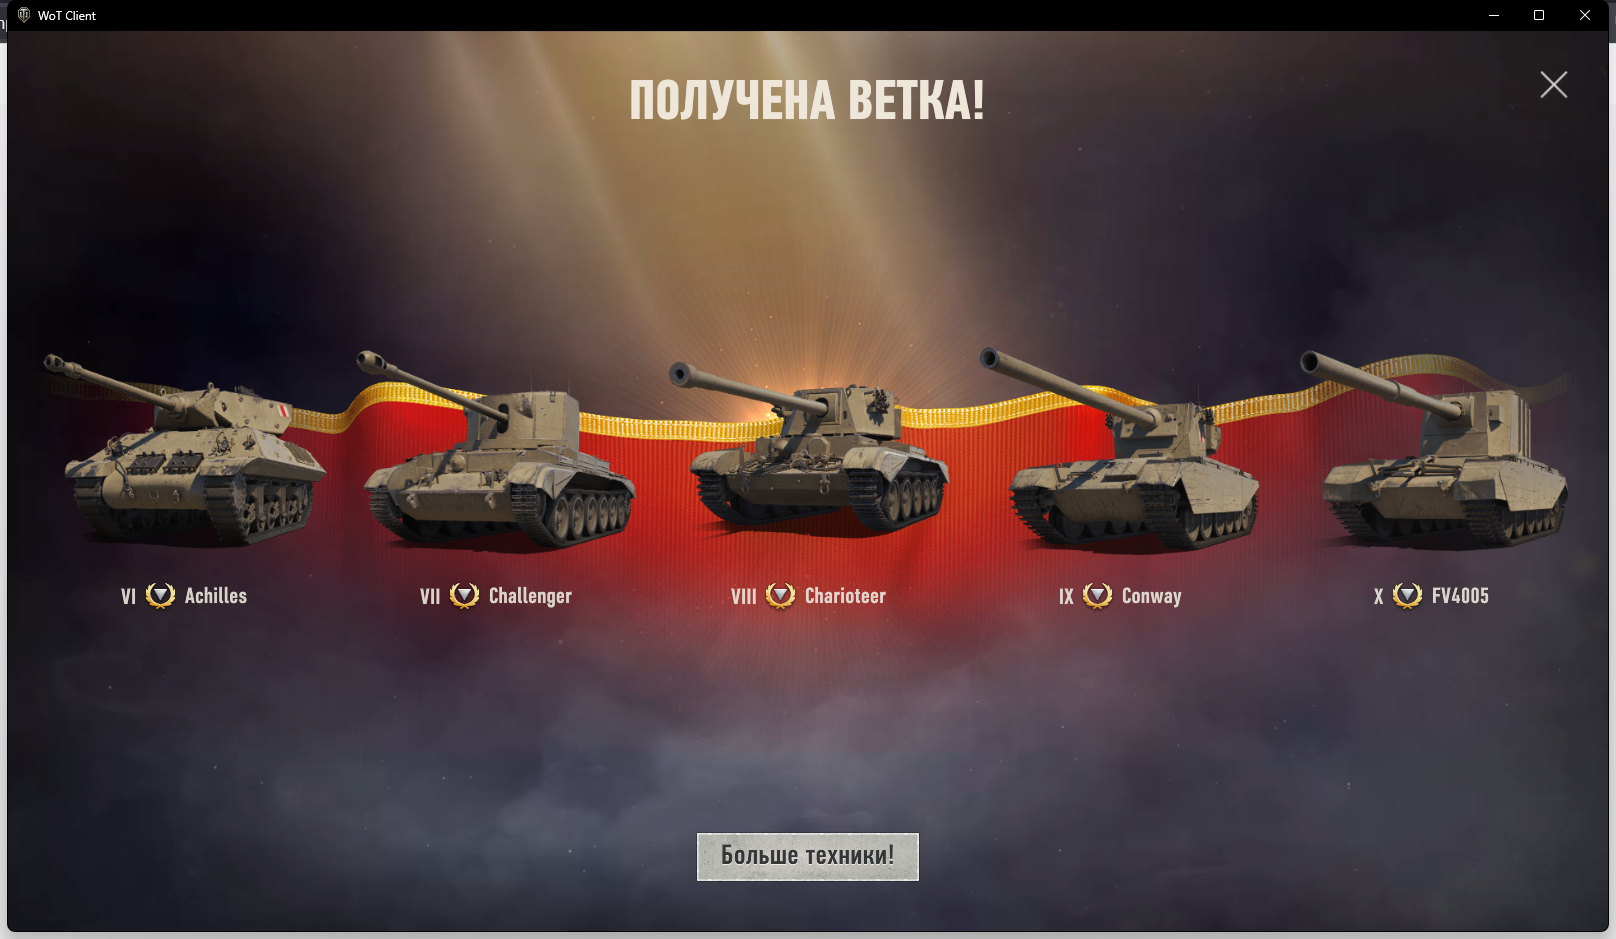 WoT Client
ПОЛУЧЕНА ВЕТКА!
VI Achilles
VII Challenger
VIII Charioteer
IX Conway
X FV4005
Больше техники!